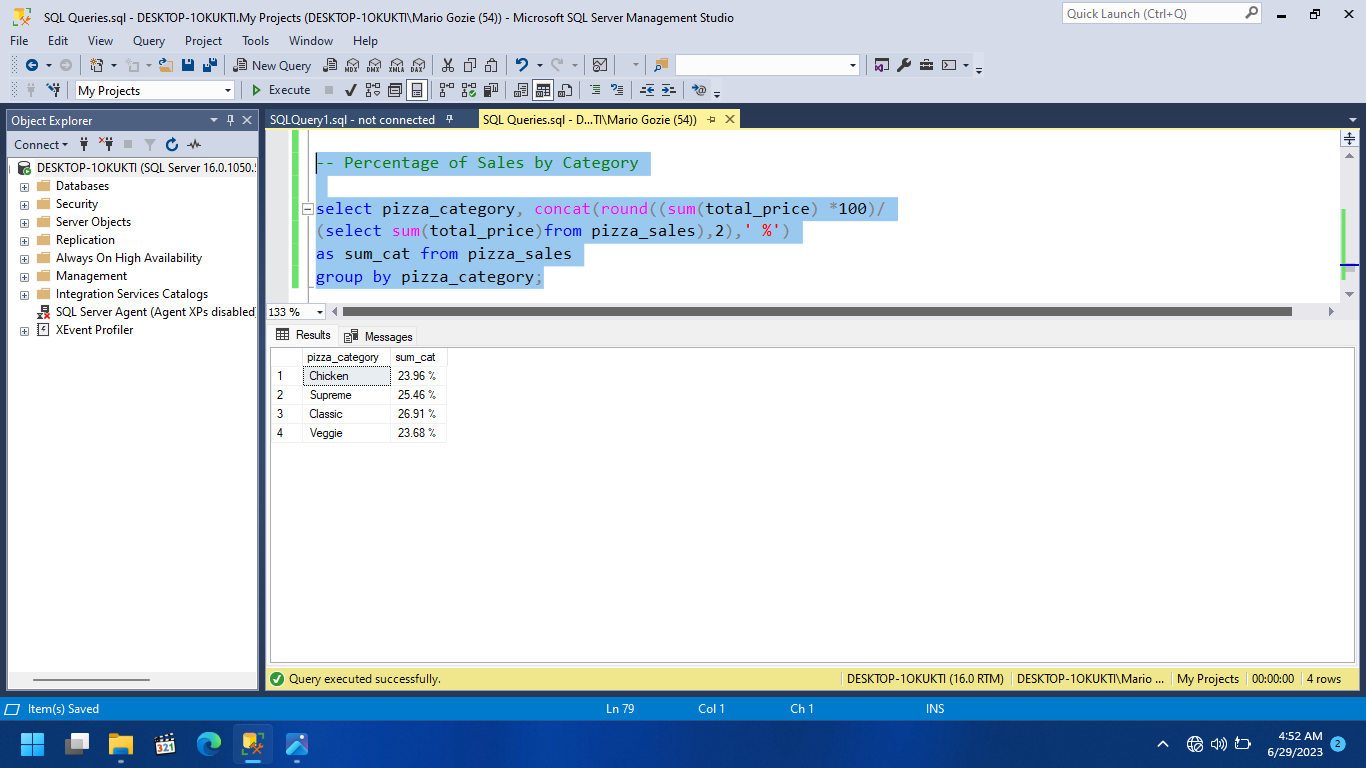 SQL Queries.sql - DESKTOP-1OKUKTI.My Projects (DESKTOP-1OKUKTI\Mario Gozie (54)) - Microsoft SQL Server Management Studio
Quick Launch (Ctrl+Q)
File Edit View Query Project Tools Window Help
New Query MDX DMX XMLA DAX
My Projects Execute
Object Explorer
SQLQuery1.sql - not connected
SQL Queries.sql - D...TI\Mario Gozie (54))
Connect
DESKTOP-1OKUKTI (SQL Server 16.0.1050.
Databases
Security
Server Objects
Replication
Always On High Availability
Management
Integration Services Catalogs
SQL Server Agent (Agent XPs disabled
XEvent Profiler
-- Percentage of Sales by Category
select pizza_category, concat(round((sum(total_price) *100)/
(select sum(total_price)from pizza_sales),2),' %')
as sum_cat from pizza_sales
group by pizza_category;
133 %
Results Messages
pizza_category sum_cat
1 Chicken 23.96 %
2 Supreme 25.46 %
3 Classic 26.91 %
4 Veggie 23.68 %
Query executed successfully.
DESKTOP-1OKUKTI (16.0 RTM) DESKTOP-1OKUKTI\Mario ... My Projects 00:00:00 4 rows
Item(s) Saved Ln 79 Col 1 Ch 1 INS
321
4:52 AM
6/29/2023
2